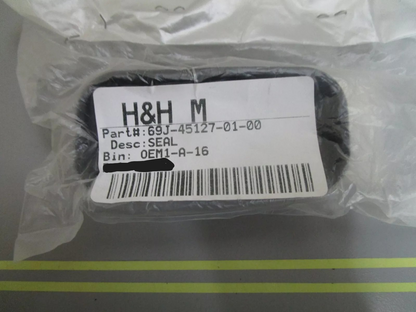 H&H M
Part#:69J-45127-01-00
Desc:SEAL
Bin: OEM1-A-16